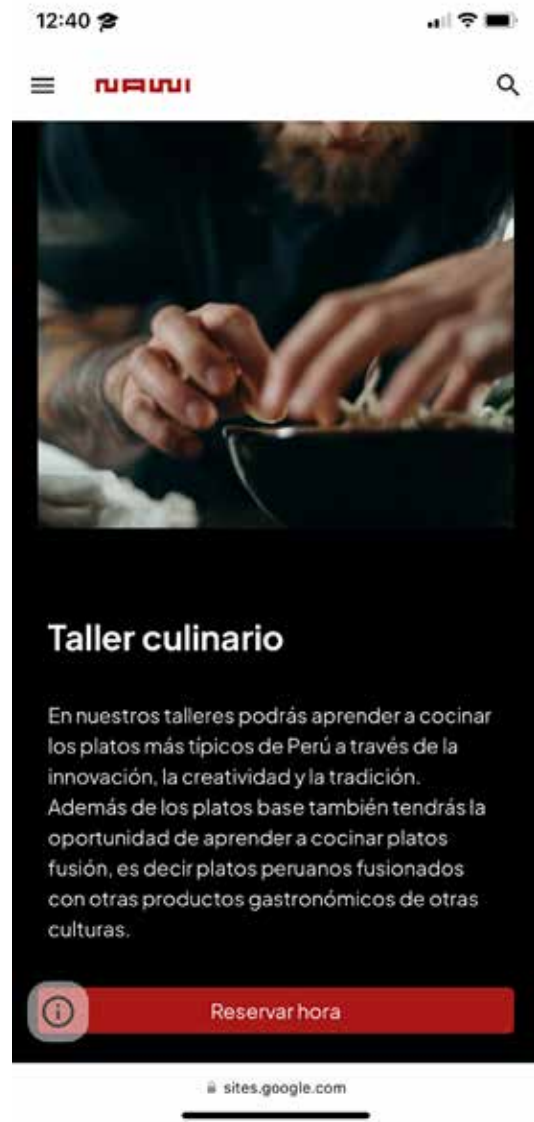 12:40
NAWI
Taller culinario
En nuestros talleres podrás aprender a cocinar
los platos más típicos de Perú a través de la
innovación, la creatividad y la tradición.
Además de los platos base también tendrás la
oportunidad de aprender a cocinar platos
fusión, es decir platos peruanos fusionados
con otras productos gastronómicos de otras
culturas.
Reservar hora
sites.google.com